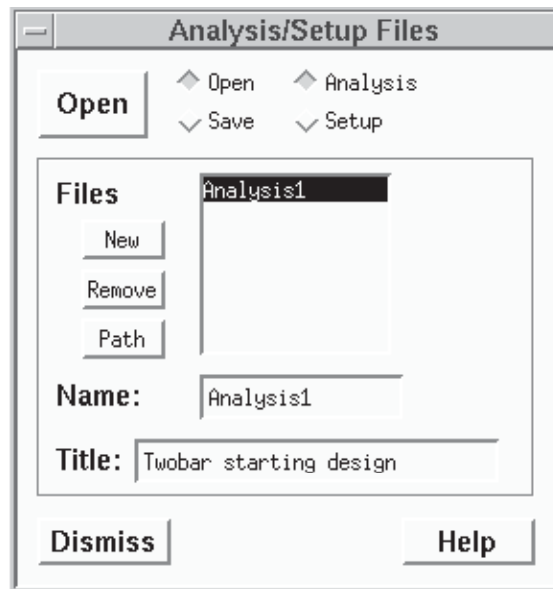 Analysis/Setup Files
Open
Open Analysis
Save Setup
Files
Analysis1
New
Remove
Path
Name: Analysis1
Title: Twobar starting design
Dismiss Help